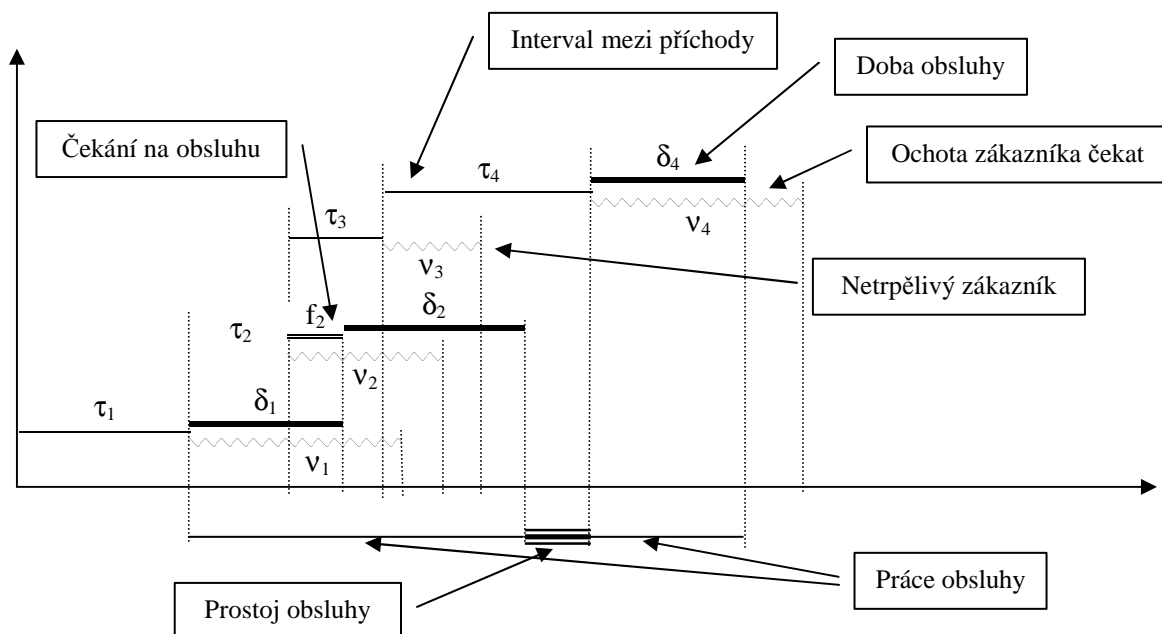 Interval mezi příchody
Doba obsluhy
Čekání na obsluhu
Ochota zákazníka čekat
τ4
δ4
ν4
τ3
ν3
Netrpělivý zákazník
τ2
f2
δ2
ν2
τ1
δ1
ν1
Práce obsluhy
Prostoj obsluhy